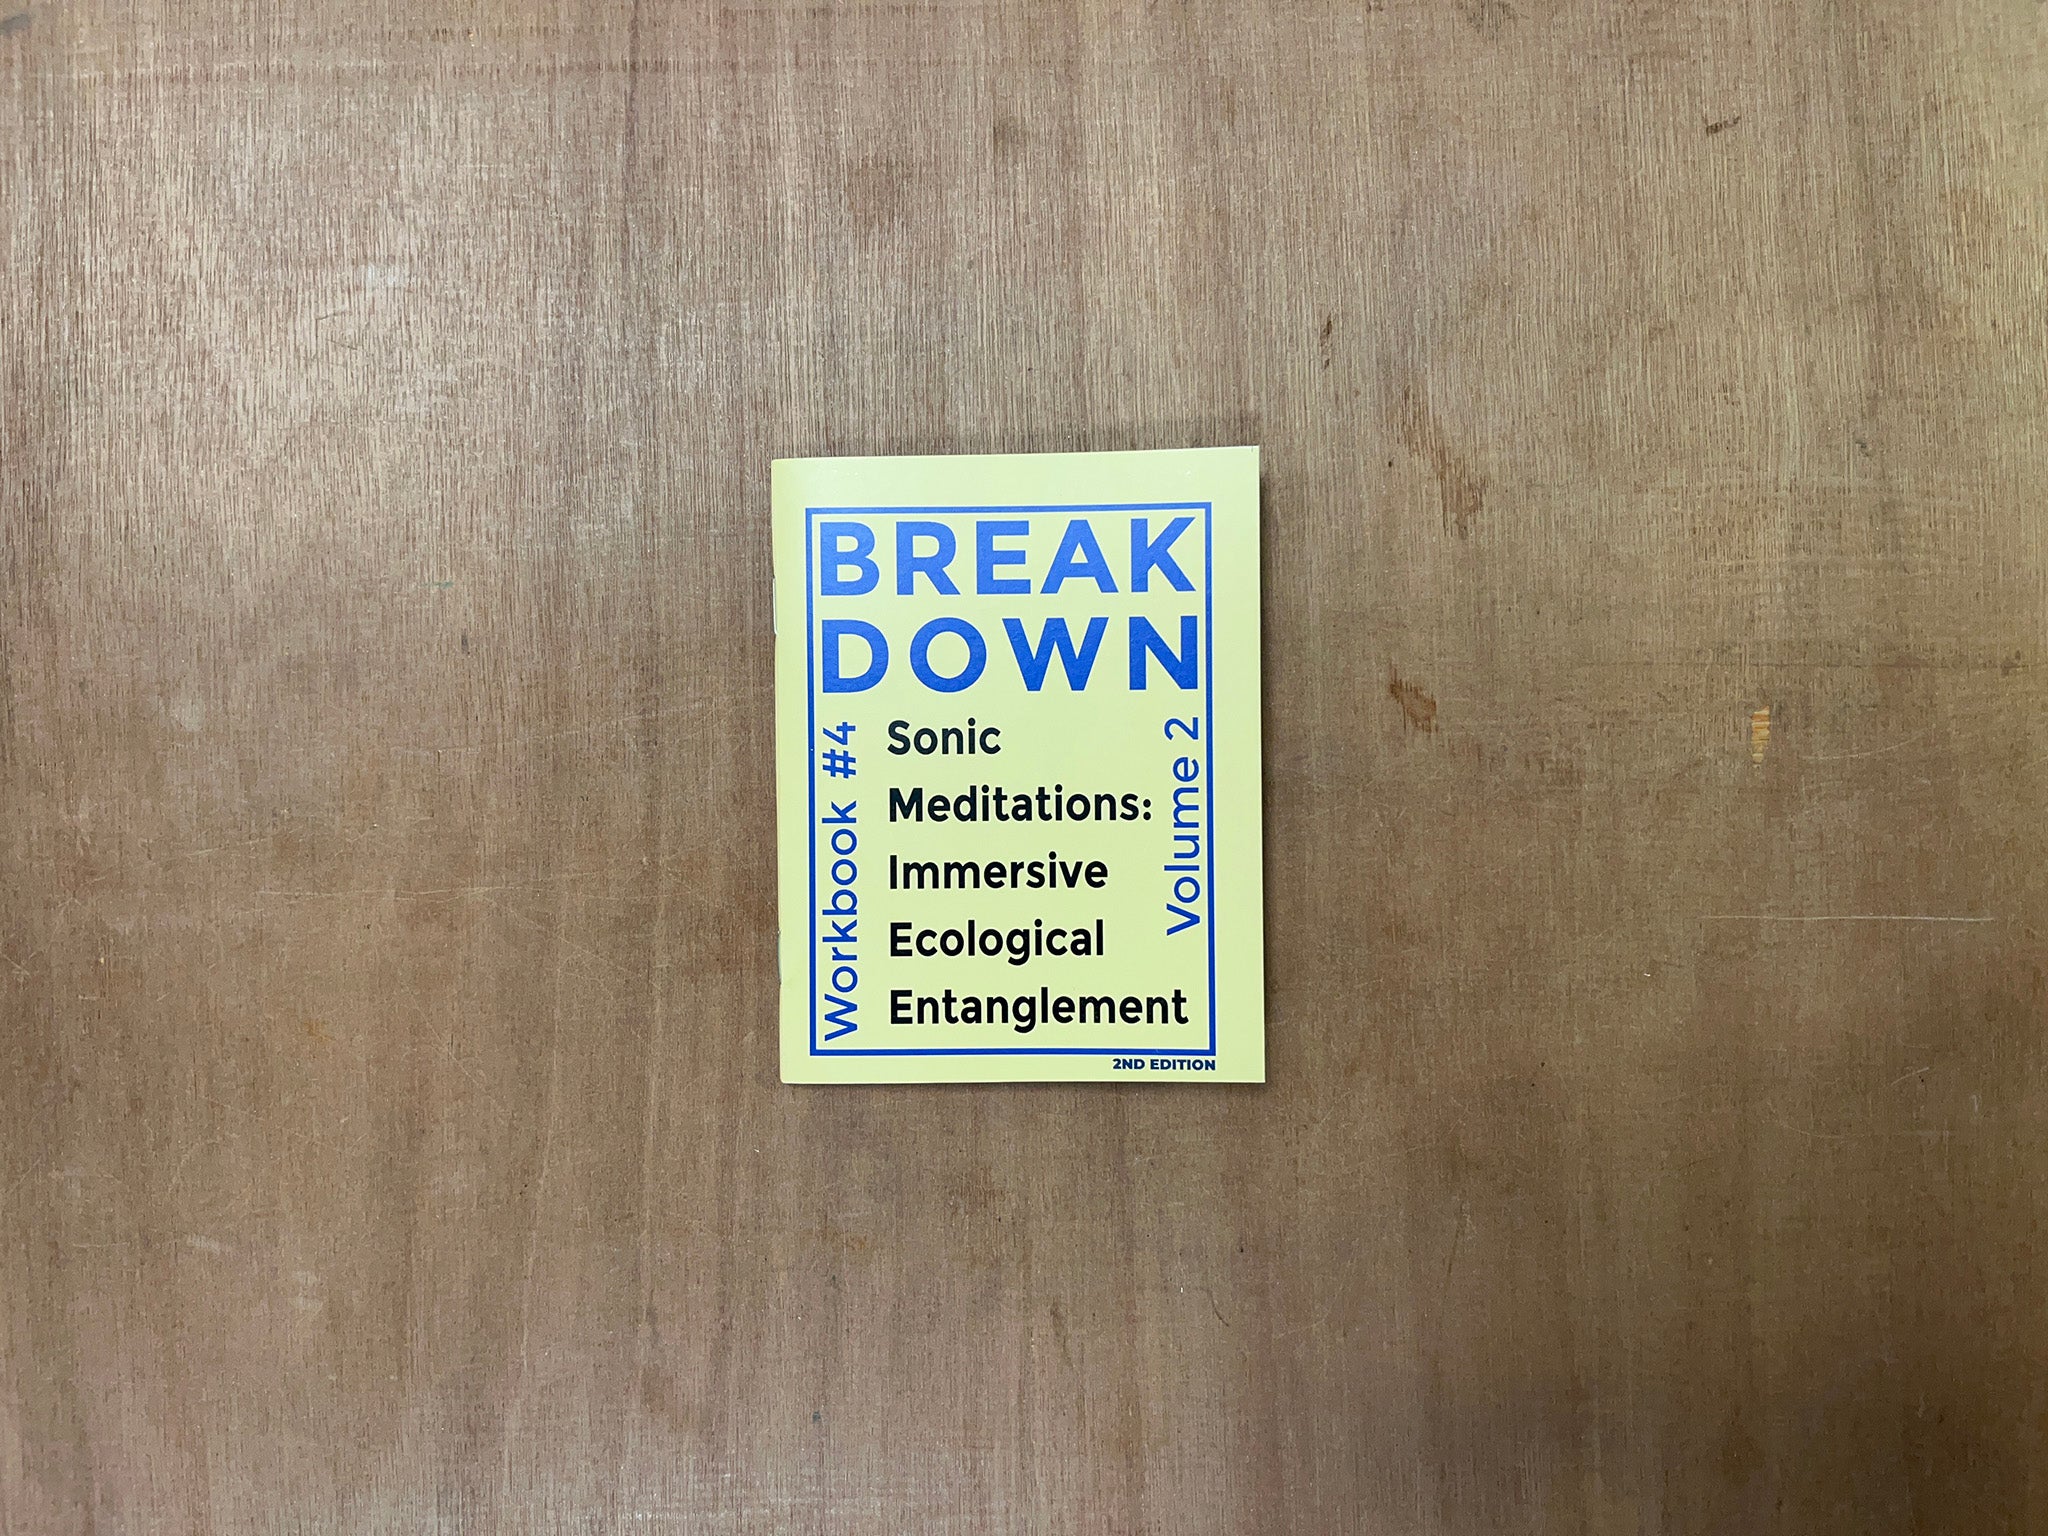 BREAK
DOWN
Workbook #4
Sonic
Meditations:
Immersive
Ecological
Entanglement
Volume 2
2ND EDITION